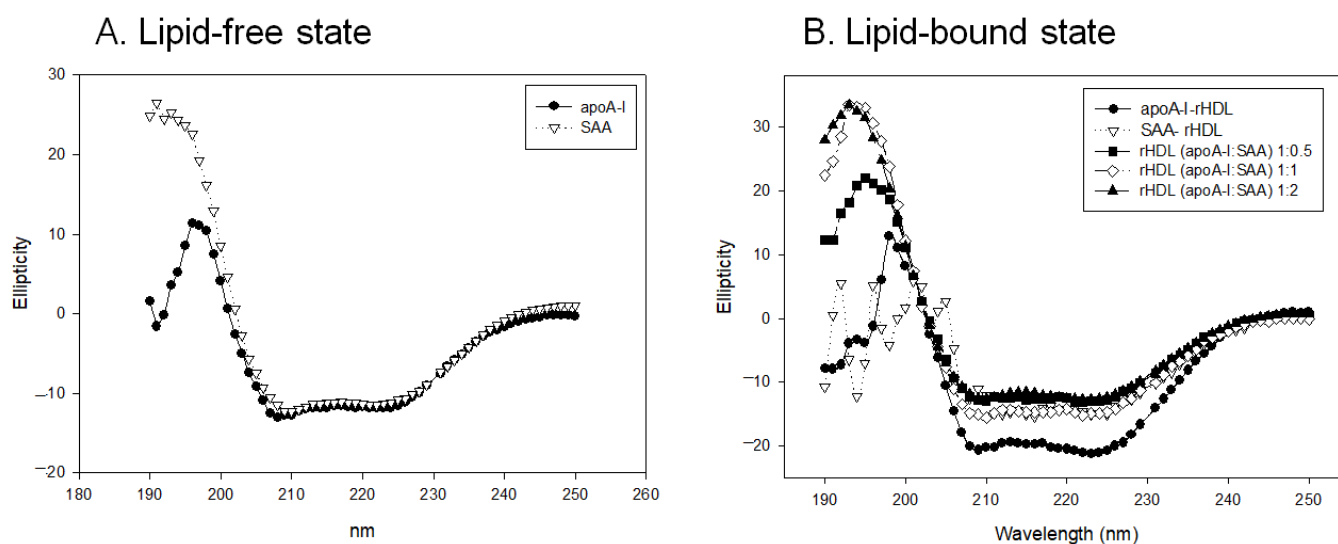 A. Lipid-free state
30
20
10
0
−10
−20
180 190 200 210 220 230 240 250 260
Ellipticity
nm
apoA-I
SAA
B. Lipid-bound state
30
20
10
0
−10
−20
190 200 210 220 230 240 250
Ellipticity
Wavelength (nm)
apoA-I-rHDL
SAA- rHDL
rHDL (apoA-I:SAA) 1:0.5
rHDL (apoA-I:SAA) 1:1
rHDL (apoA-I:SAA) 1:2